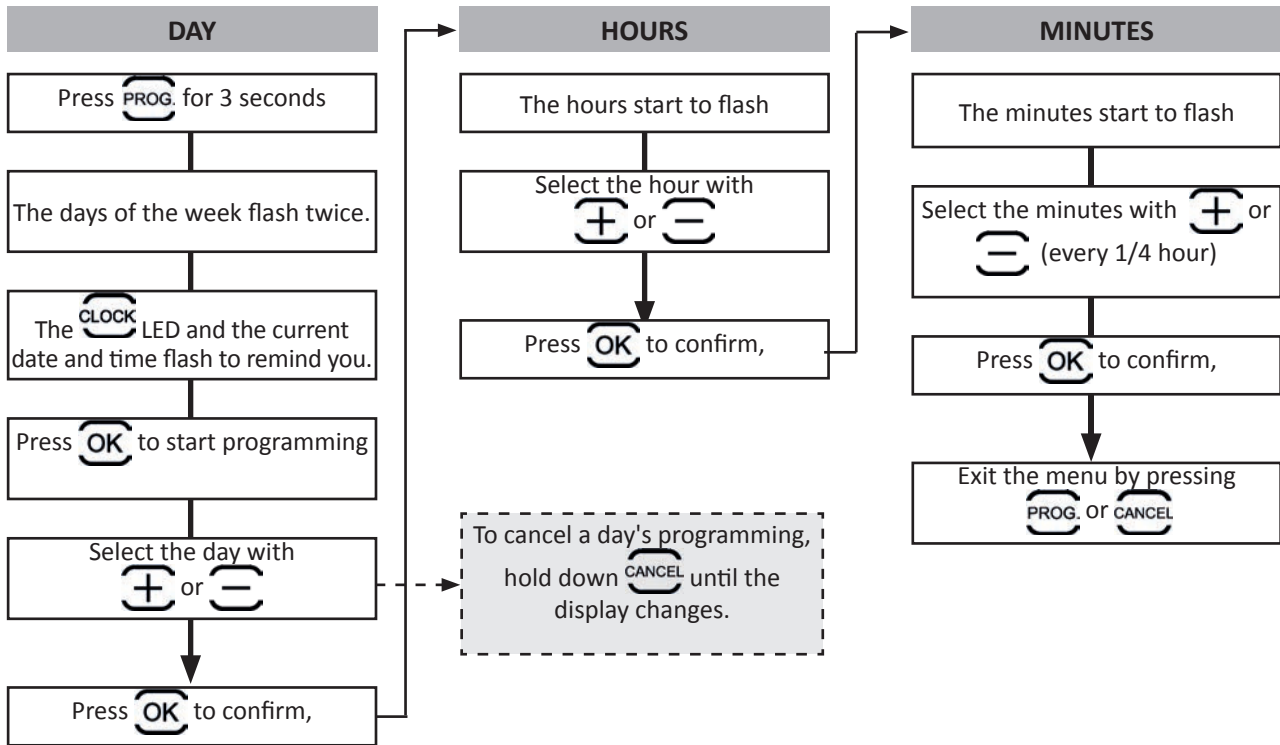 DAY
Press PROG. for 3 seconds
The days of the week flash twice.
The CLOCK LED and the current
date and time flash to remind you.
Press OK to start programming
Select the day with
+ or −
Press OK to confirm,
HOURS
The hours start to flash
Select the hour with
+ or −
Press OK to confirm,
To cancel a day's programming,
hold down CANCEL until the
display changes.
MINUTES
The minutes start to flash
Select the minutes with + or
− (every 1/4 hour)
Press OK to confirm,
Exit the menu by pressing
PROG. or CANCEL